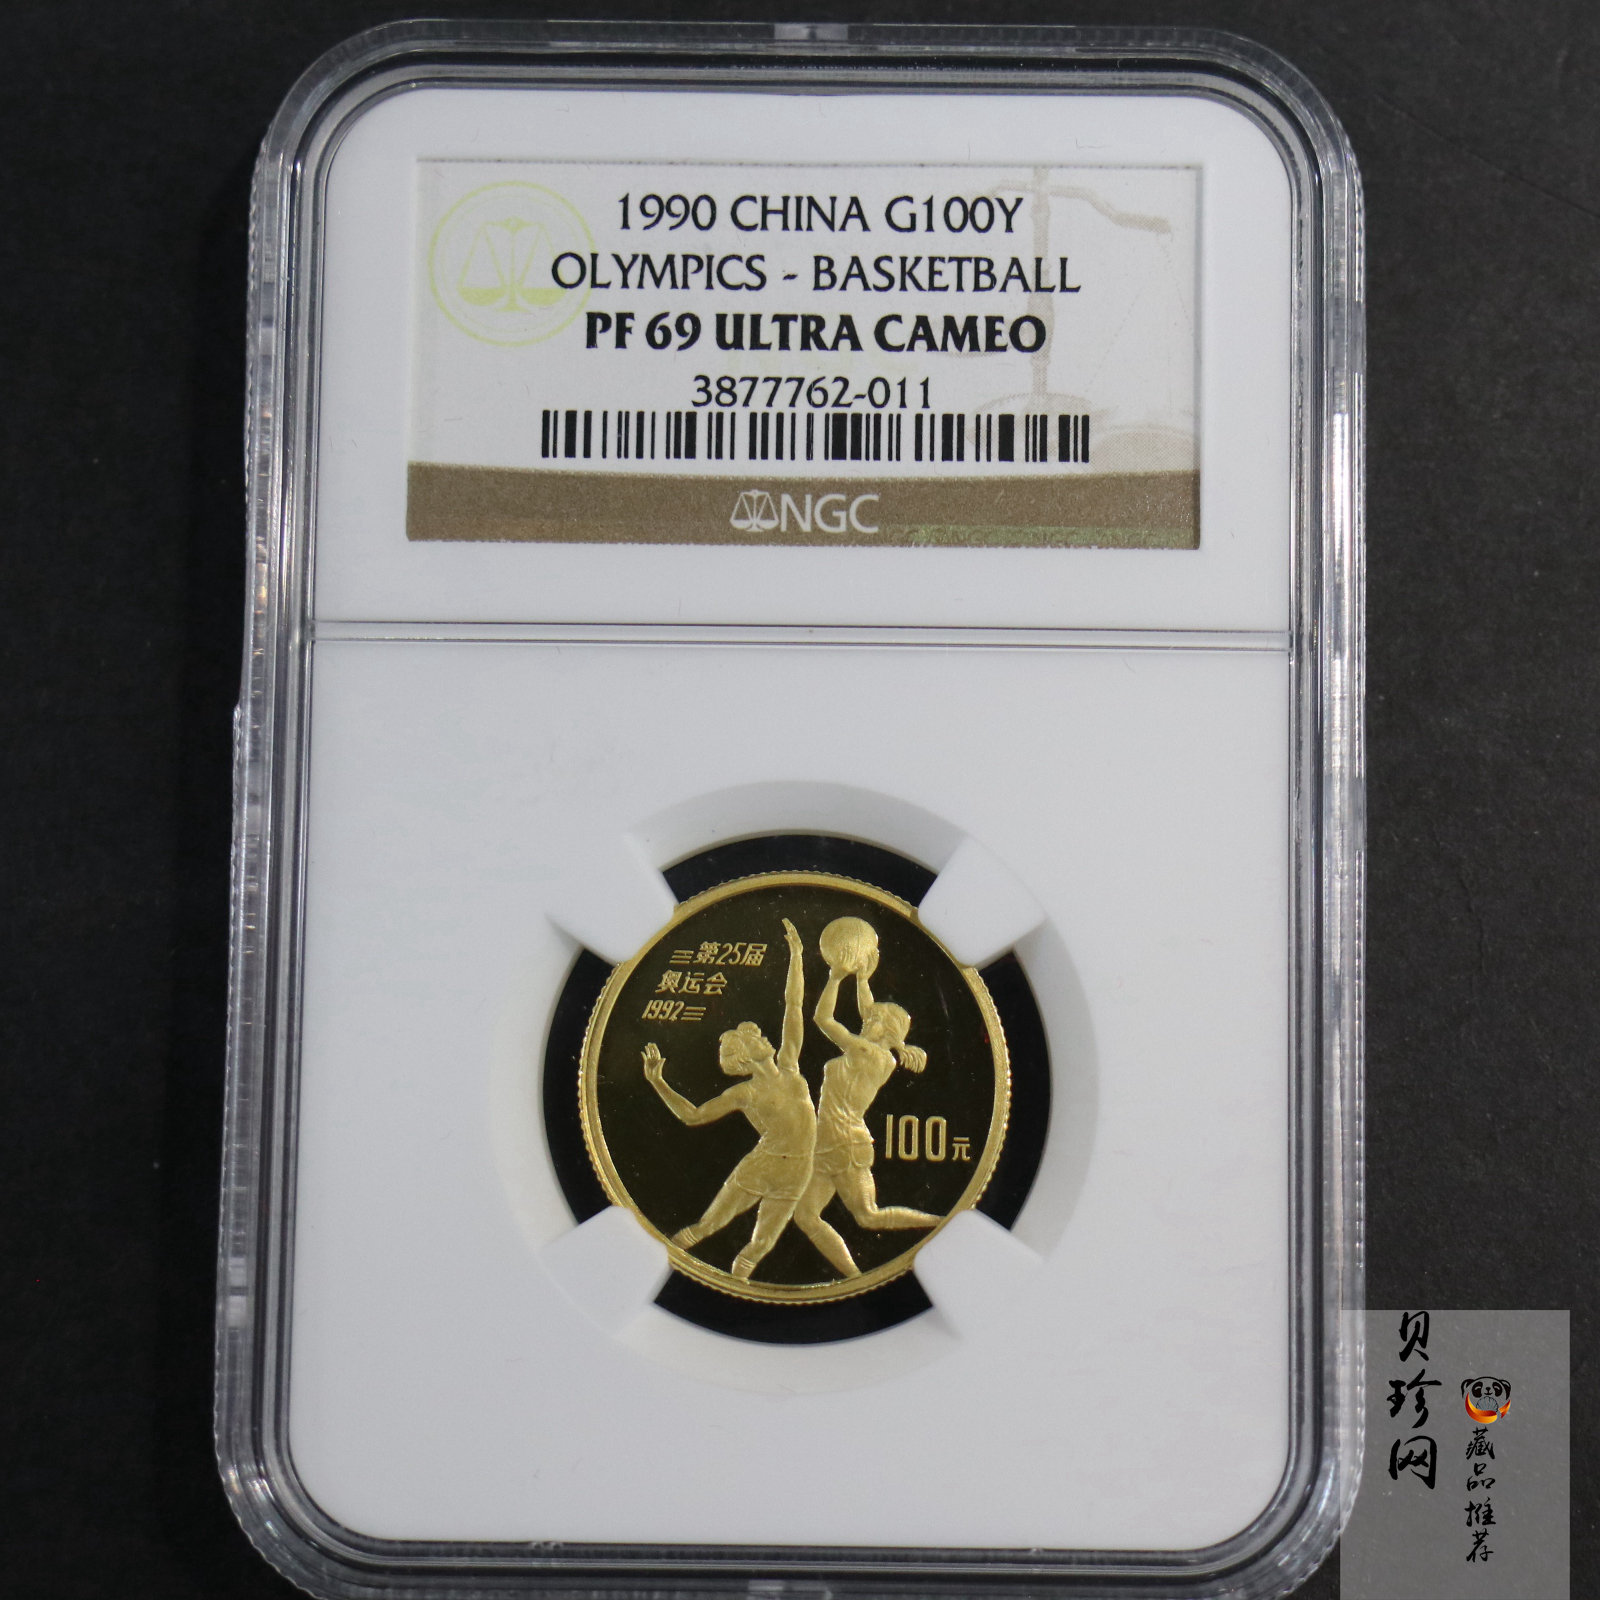 1990 CHINA G100Y
OLYMPICS - BASKETBALL
PF 69 ULTRA CAMEO
3877762-011
NGC
第25届
奥运会
1992
100元
贝珍网
藏品推荐